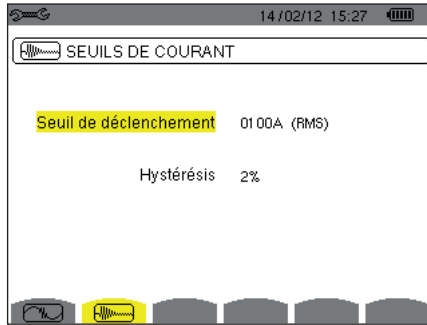 14/02/12 15:27
SEUILS DE COURANT
Seuil de déclenchement 0100A (RMS)
Hystérésis 2%